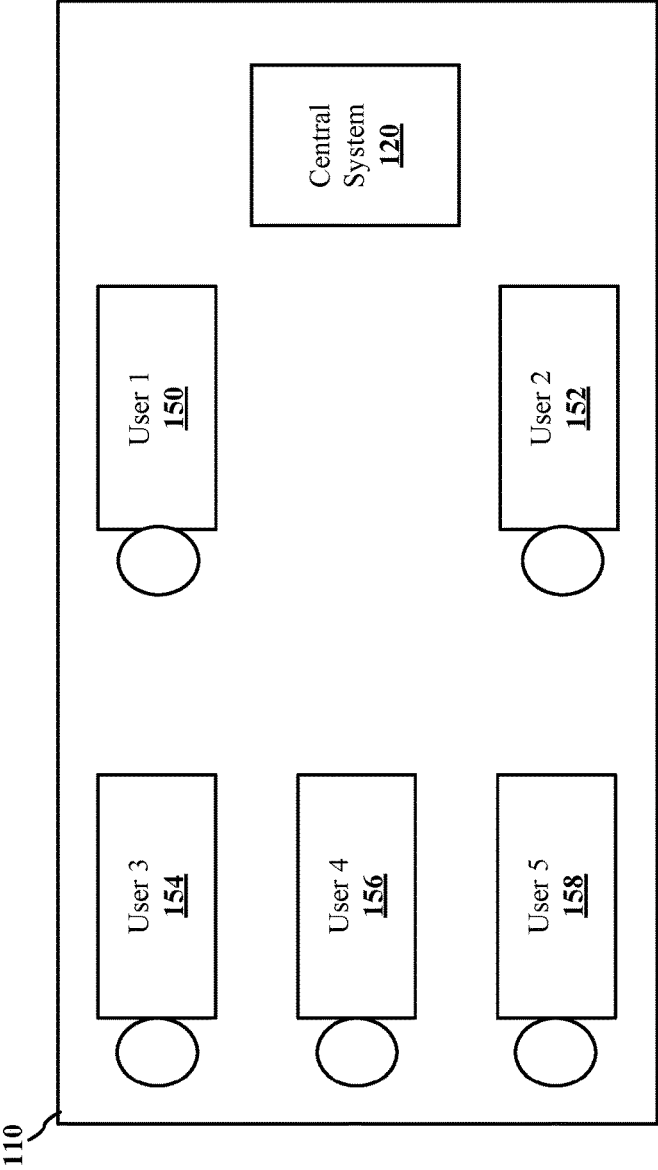 110
User 3
154
User 1
150
User 4
156
Central
System
120
User 5
158
User 2
152